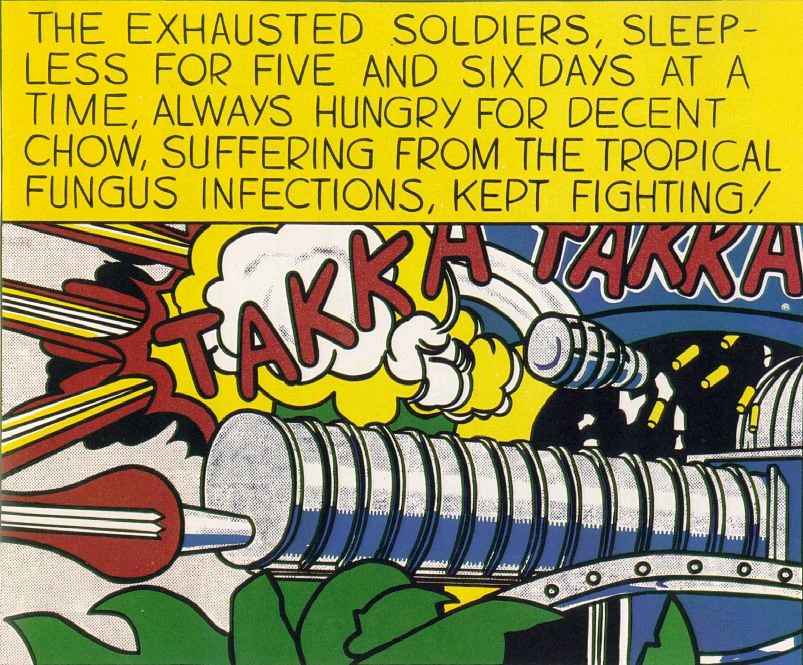 THE EXHAUSTED SOLDIERS, SLEEP-
LESS FOR FIVE AND SIX DAYS AT A
TIME, ALWAYS HUNGRY FOR DECENT
CHOW, SUFFERING FROM THE TROPICAL
FUNGUS INFECTIONS, KEPT FIGHTING!
TAKKA TAKKA